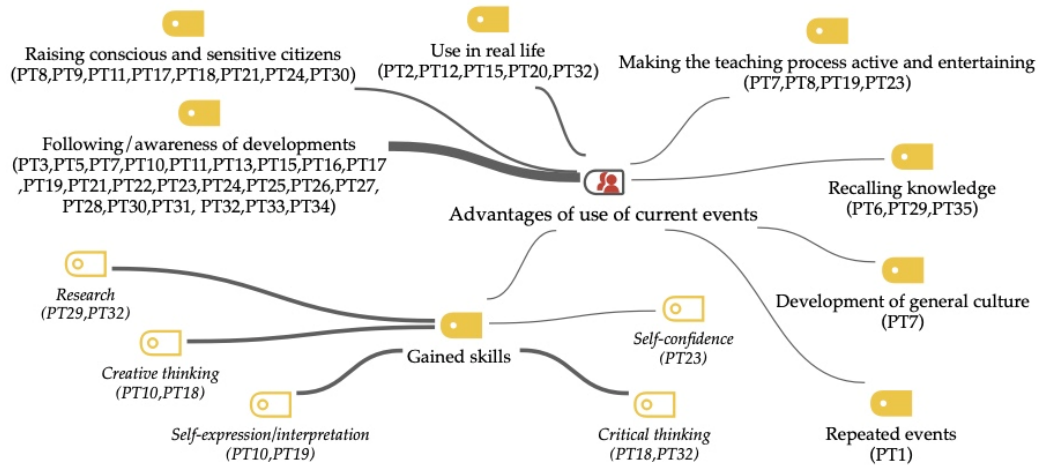 Raising conscious and sensitive citizens
(PT8,PT9,PT11,PT17,PT18,PT21,PT24,PT30)
Use in real life
(PT2,PT12,PT15,PT20,PT32)
Making the teaching process active and entertaining
(PT7,PT8,PT19,PT23)
Following/awareness of developments
(PT3,PT5,PT7,PT10,PT11,PT13,PT15,PT16,PT17
,PT19,PT21,PT22,PT23,PT24,PT25,PT26,PT27,
PT28,PT30,PT31, PT32,PT33,PT34)
Recalling knowledge
(PT6,PT29,PT35)
Advantages of use of current events
Development of general culture
(PT7)
Research
(PT29,PT32)
Gained skills
Self-confidence
(PT23)
Creative thinking
(PT10,PT18)
Self-expression/interpretation
(PT10,PT19)
Critical thinking
(PT18,PT32)
Repeated events
(PT1)